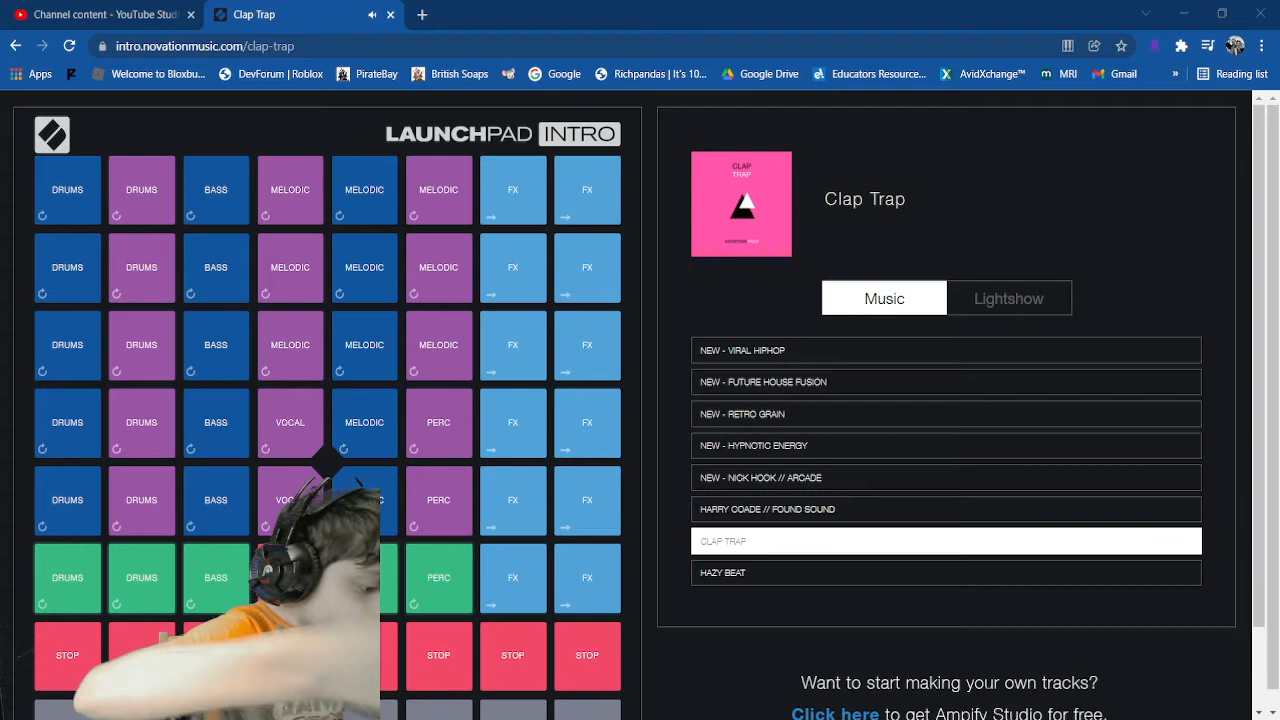 Channel content - YouTube Studi
Clap Trap
intro.novationmusic.com/clap-trap
Apps
Welcome to Bloxbu...
DevForum | Roblox
PirateBay
British Soaps
Google
Richpandas | It's 10...
Google Drive
Educators Resource...
AvidXchange™
MRI
Gmail
»
Reading list
LAUNCHPAD INTRO
DRUMS DRUMS BASS MELODIC MELODIC MELODIC FX FX
DRUMS DRUMS BASS MELODIC MELODIC MELODIC FX FX
DRUMS DRUMS BASS MELODIC MELODIC MELODIC FX FX
DRUMS DRUMS BASS VOCAL MELODIC PERC FX FX
DRUMS DRUMS BASS VOC PERC FX FX
DRUMS DRUMS BASS PERC FX FX
STOP STOP STOP STOP
CLAP
TRAP
Clap Trap
Music
Lightshow
NEW - VIRAL HIPHOP
NEW - FUTURE HOUSE FUSION
NEW - RETRO GRAIN
NEW - HYPNOTIC ENERGY
NEW - NICK HOOK // ARCADE
HARRY COADE // FOUND SOUND
CLAP TRAP
HAZY BEAT
Want to start making your own tracks?
Click here to get Ampify Studio for free.